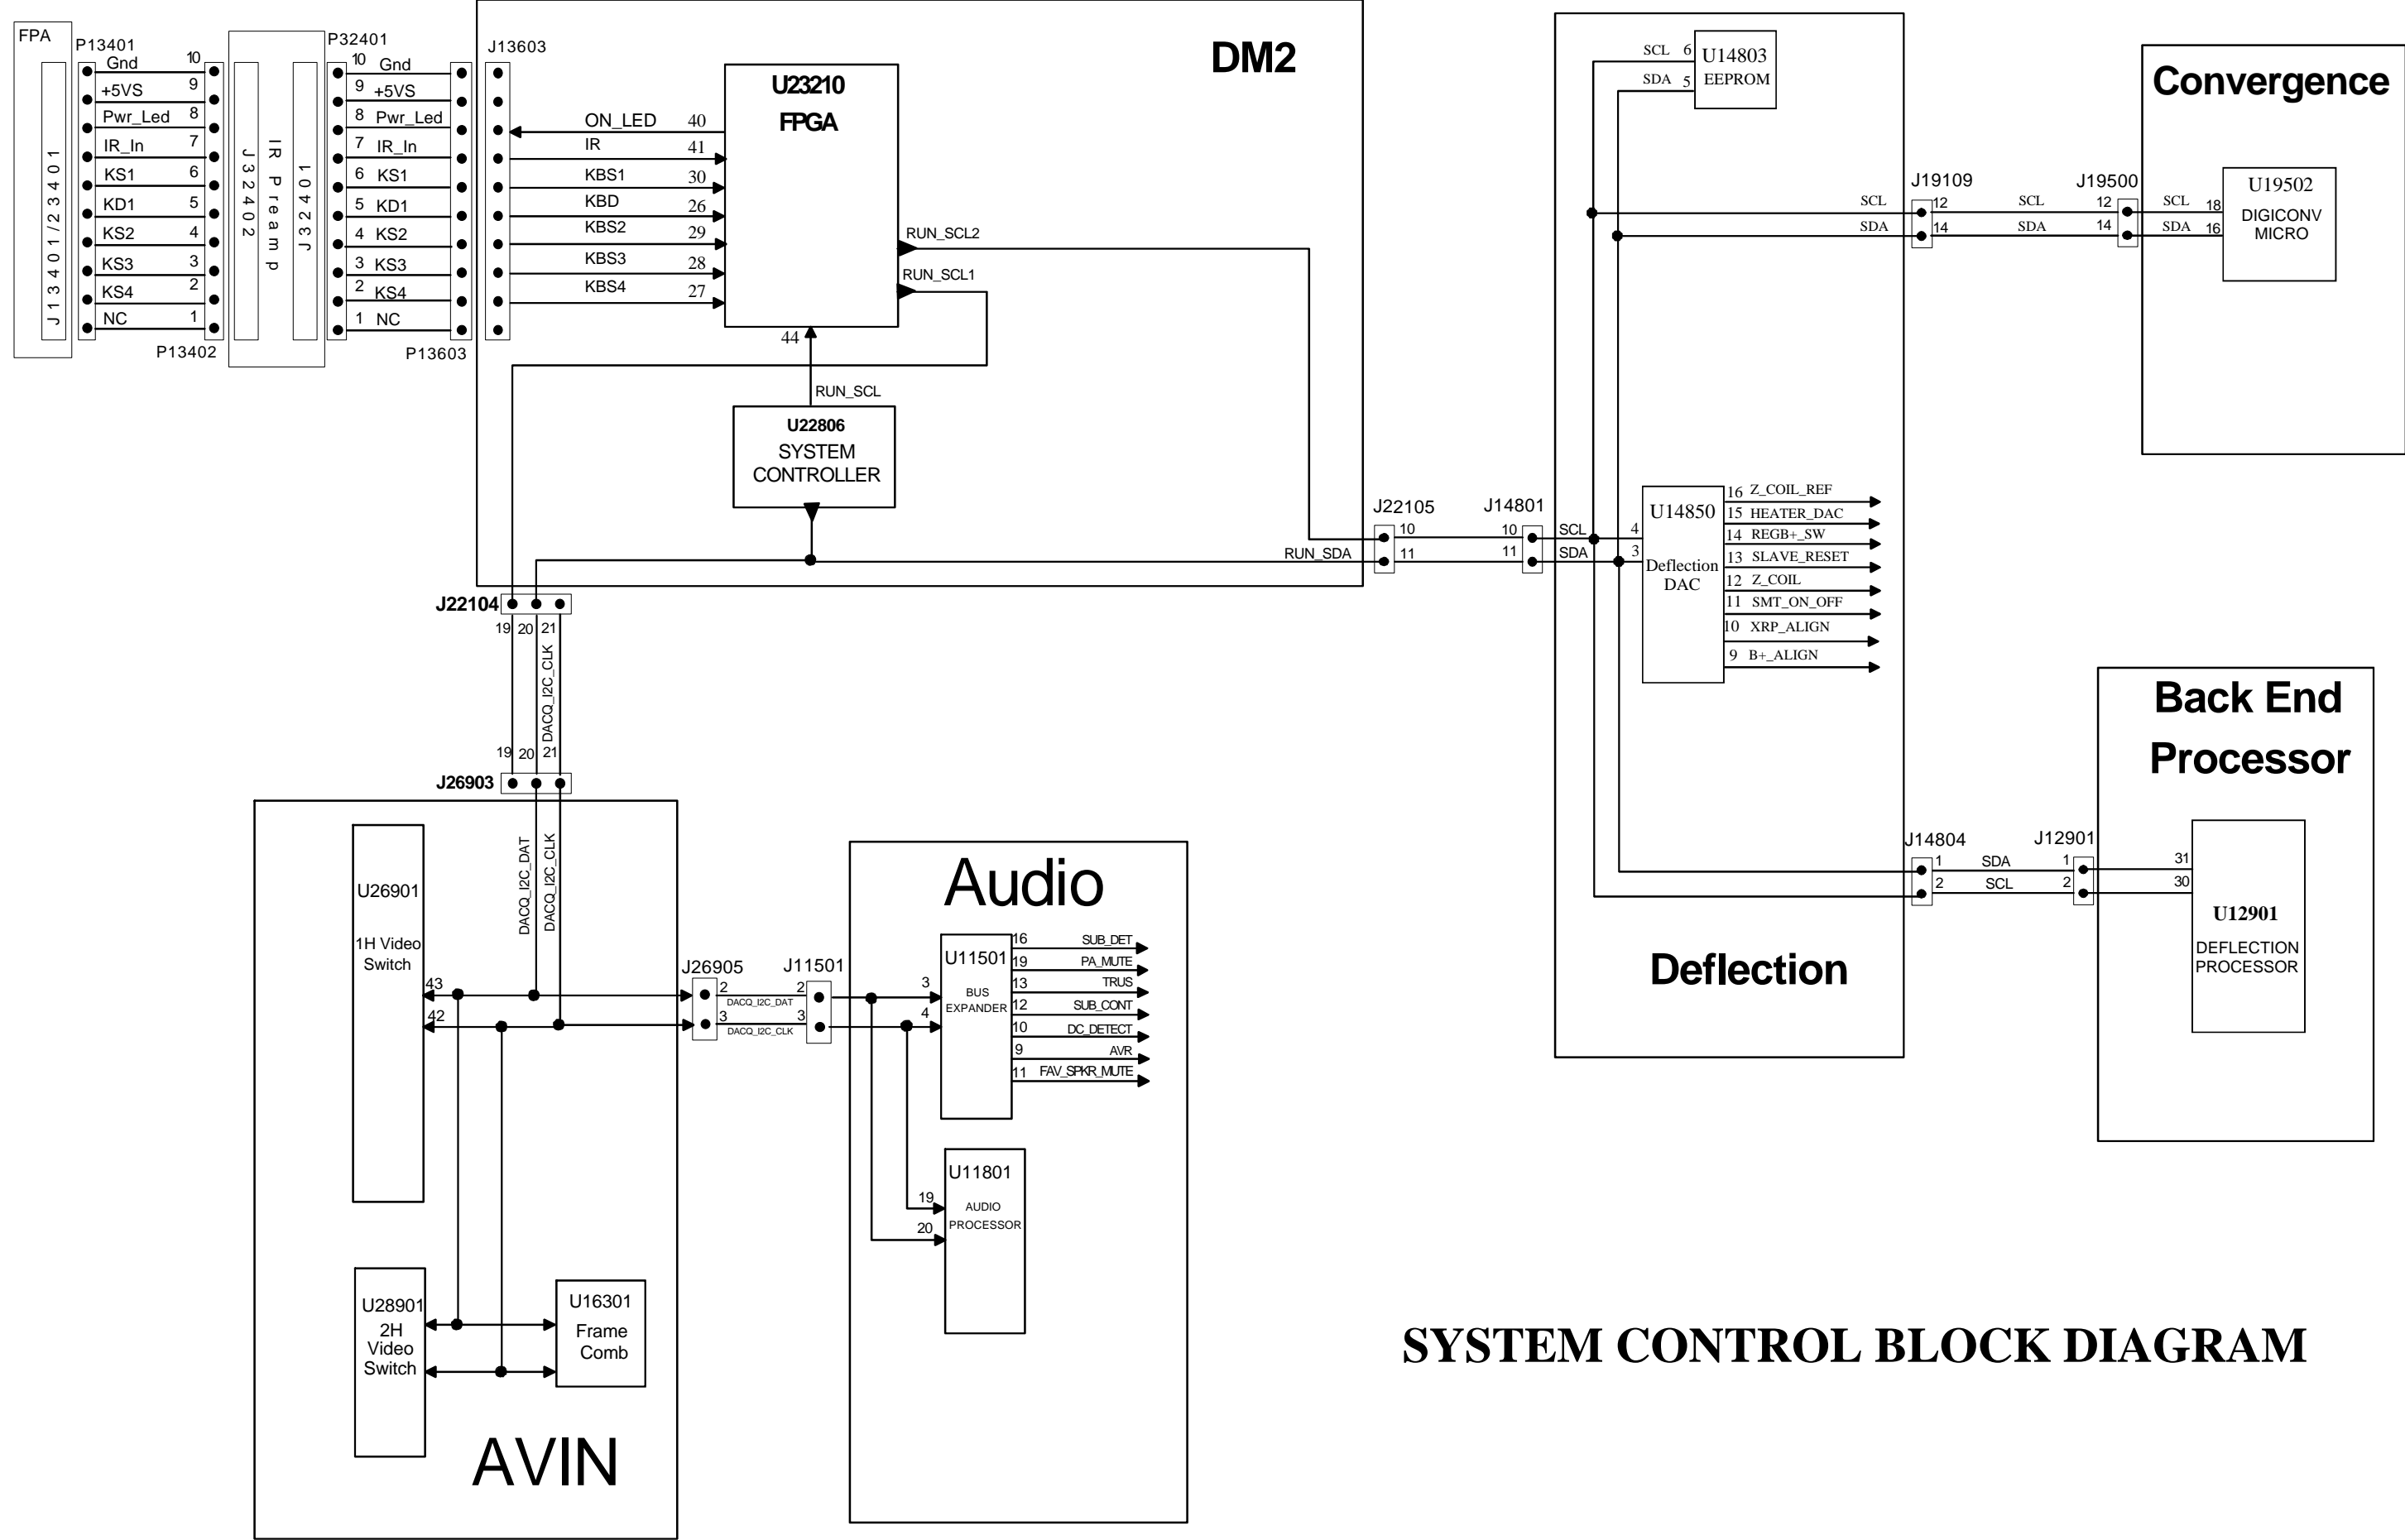 FPA
J13401/23401
P13401
Gnd 10
+5VS 9
Pwr_Led 8
IR_In 7
KS1 6
KD1 5
KS2 4
KS3 3
KS4 2
NC 1
P13402
J32402
IR Preamp
J32401
P32401
10 Gnd
9 +5VS
8 Pwr_Led
7 IR_In
6 KS1
5 KD1
4 KS2
3 KS3
2 KS4
1 NC
P13603
J13603
DM2
ON_LED 40
IR 41
KBS1 30
KBD 26
KBS2 29
KBS3 28
KBS4 27
U23210
FPGA
RUN_SCL2
RUN_SCL1
44
RUN_SCL
U22806
SYSTEM
CONTROLLER
RUN_SDA
J22105
10
11
J14801
10
11
SCL
SDA
4
3
U14850
Deflection
DAC
16 Z_COIL_REF
15 HEATER_DAC
14 REGB+_SW
13 SLAVE_RESET
12 Z_COIL
11 SMT_ON_OFF
10 XRP_ALIGN
9 B+_ALIGN
SCL 6
SDA 5
U14803
EEPROM
SCL
SDA
J19109
12
14
SCL
SDA
J19500
12
14
SCL 18
SDA 16
Convergence
U19502
DIGICONV
MICRO
Back End
Processor
J14804
1
2
SDA
SCL
J12901
1
2
31
30
U12901
DEFLECTION
PROCESSOR
Deflection
J22104
19 20 21
DACQ_I2C_CLK
19 20 21
J26903
DACQ_I2C_DAT
DACQ_I2C_CLK
U26901
1H Video
Switch
43
42
U28901
2H
Video
Switch
U16301
Frame
Comb
AVIN
J26905
2
DACQ_I2C_DAT
3
DACQ_I2C_CLK
J11501
2
3
Audio
3
4
U11501
BUS
EXPANDER
16 SUB_DET
19 PA_MUTE
13 TRUS
12 SUB_CONT
10 DC_DETECT
9 AVR
11 FAV_SPKR_MUTE
U11801
AUDIO
PROCESSOR
19
20
SYSTEM CONTROL BLOCK DIAGRAM